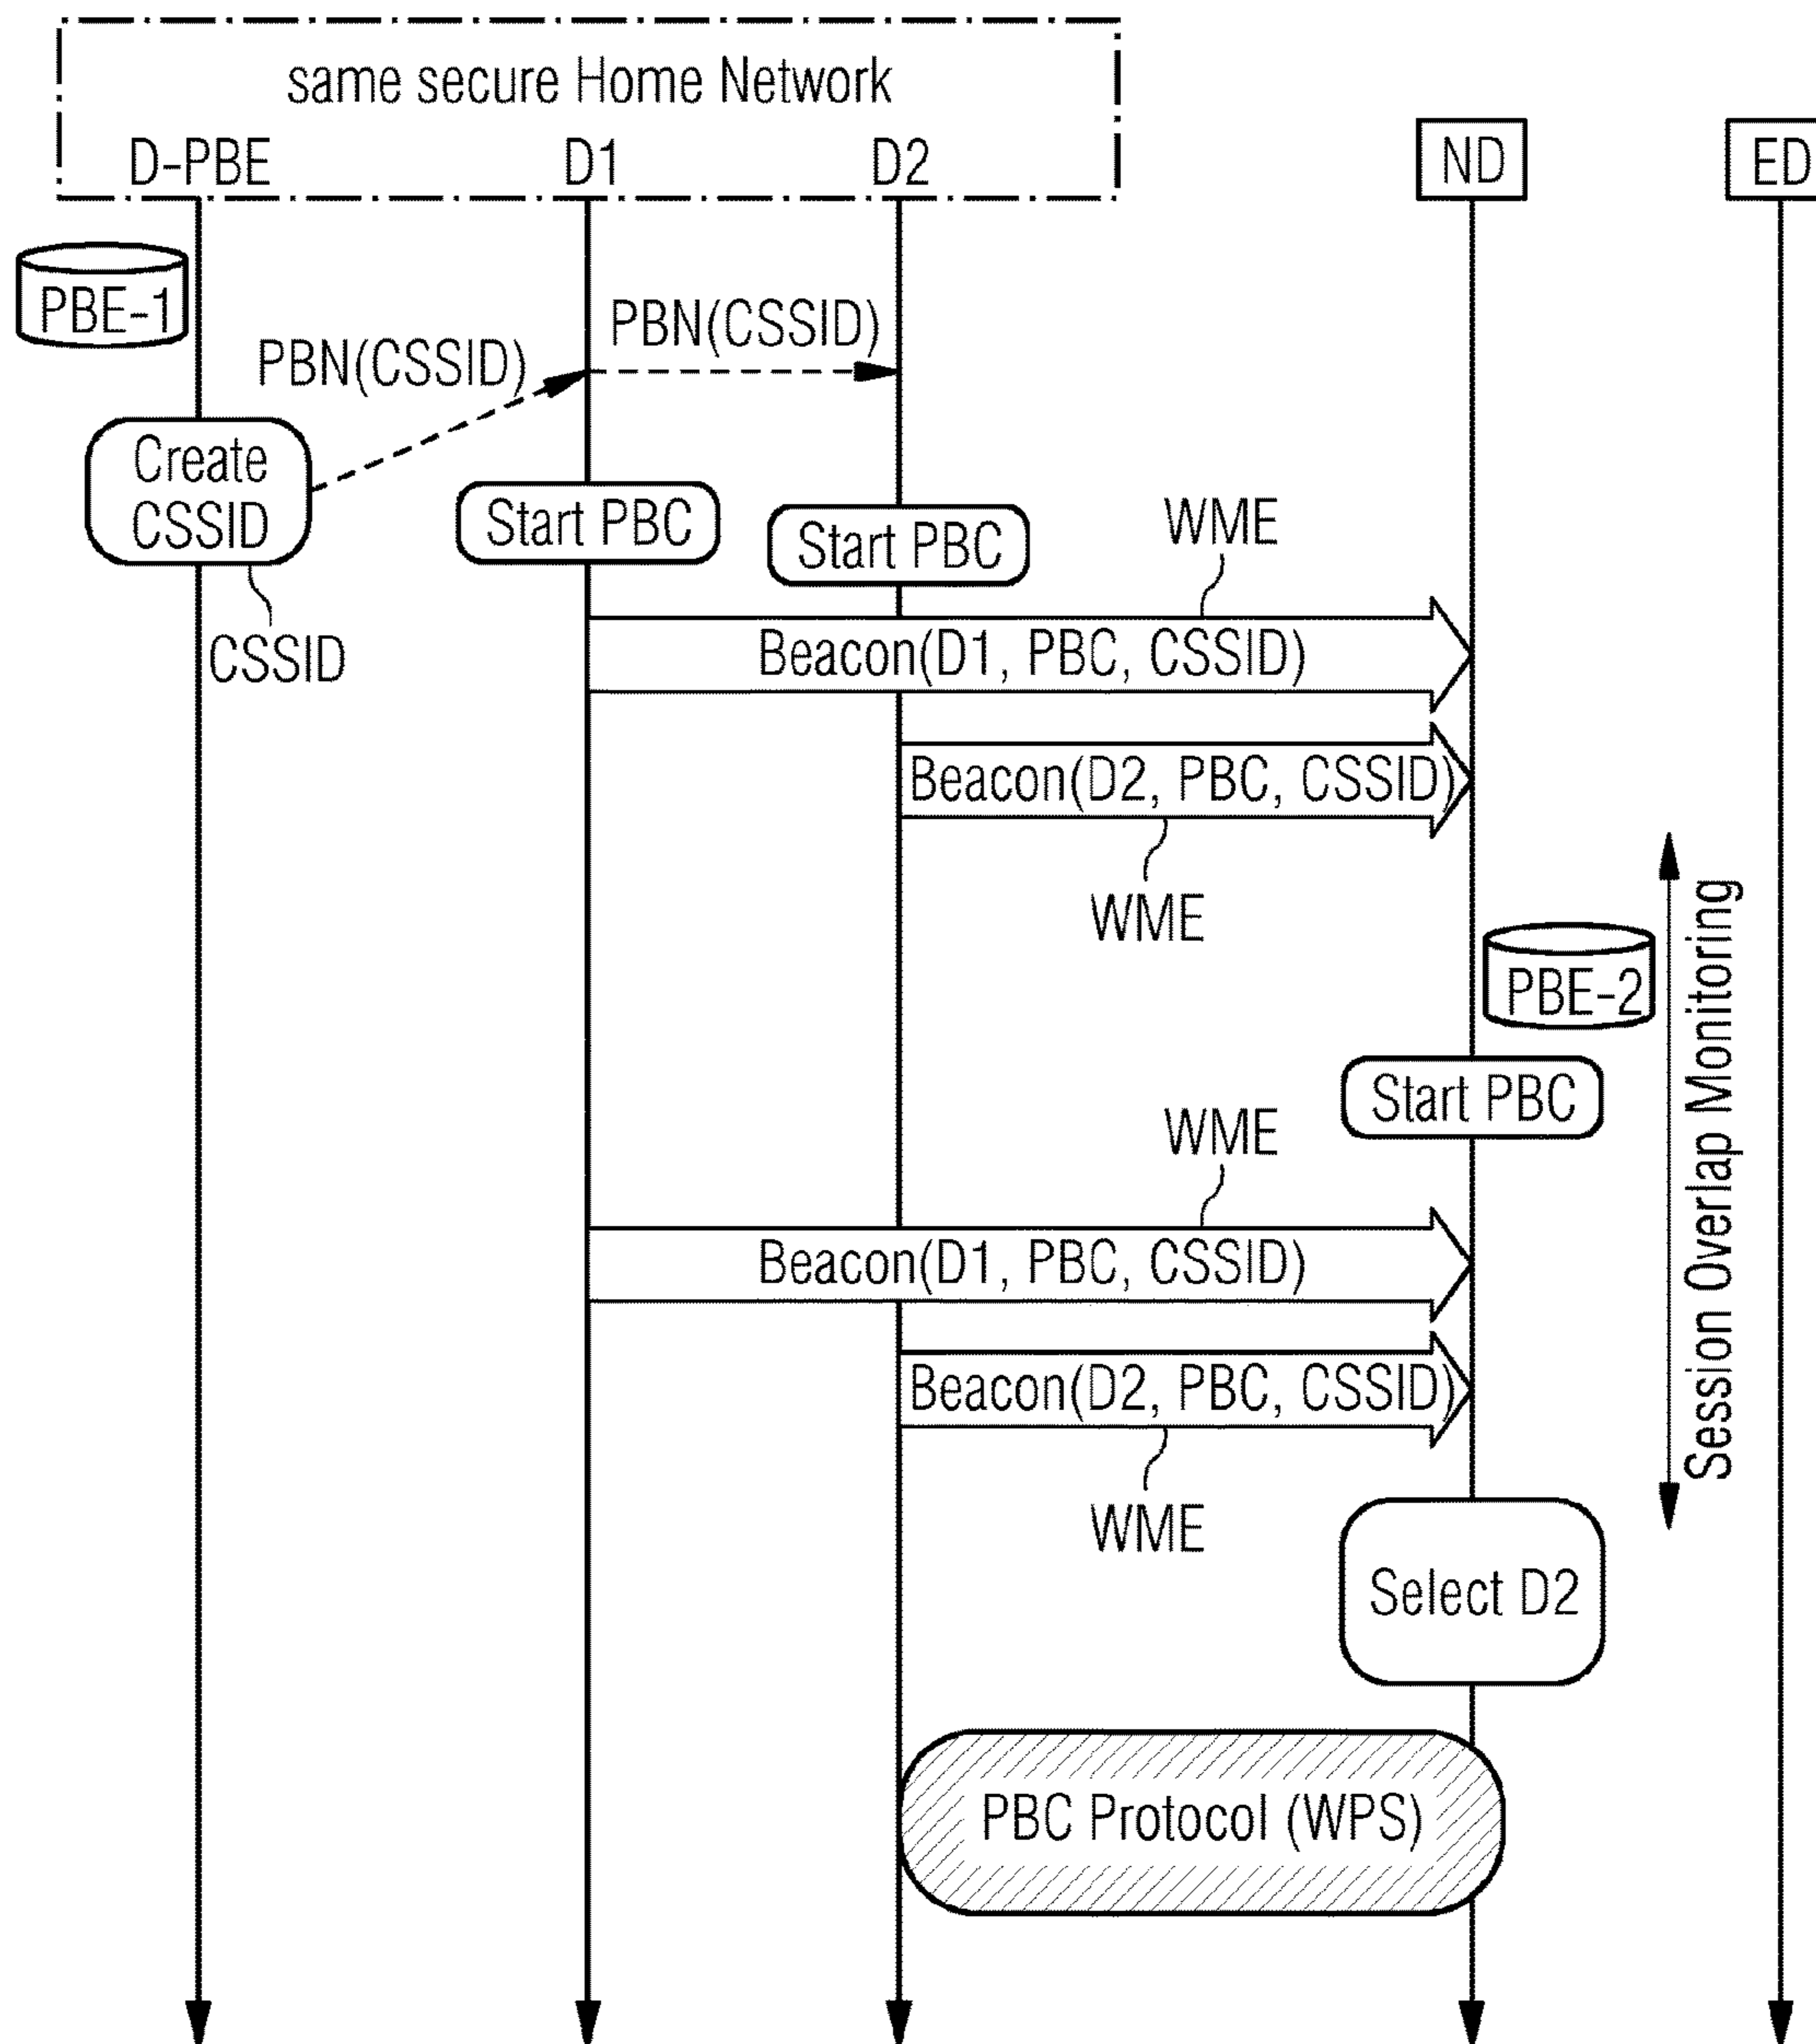 same secure Home Network
D-PBE
D1
D2
ND
ED
PBE-1
PBN(CSSID)
PBN(CSSID)
Create
CSSID
Start PBC
Start PBC
WME
CSSID
Beacon(D1, PBC, CSSID)
Beacon(D2, PBC, CSSID)
WME
PBE-2
Session Overlap Monitoring
Start PBC
WME
Beacon(D1, PBC, CSSID)
Beacon(D2, PBC, CSSID)
WME
Select D2
PBC Protocol (WPS)